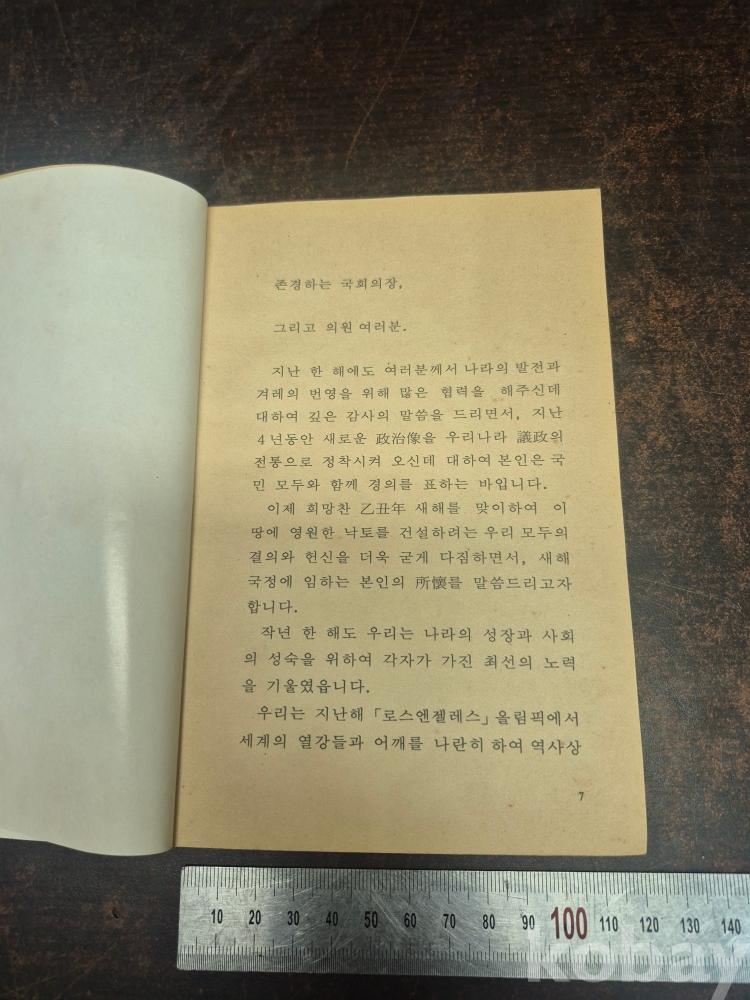 존경하는 국회의장,
그리고 의원 여러분.
지난 한 해에도 여러분께서 나라의 발전과
겨레의 번영을 위해 많은 협력을 해주신데
대하여 깊은 감사의 말씀을 드리면서, 지난
4년동안 새로운 政治像을 우리나라 議政의
전통으로 정착시켜 오신데 대하여 본인은 국
민 모두와 함께 경의를 표하는 바입니다.
이제 희망찬 乙丑年 새해를 맞이하여 이
땅에 영원한 낙토를 건설하려는 우리 모두의
결의와 헌신을 더욱 굳게 다짐하면서, 새해
국정에 임하는 본인의 所懷를 말씀드리고자
합니다.
작년 한 해도 우리는 나라의 성장과 사회
의 성숙을 위하여 각자가 가진 최선의 노력
을 기울였읍니다.
우리는 지난해 「로스엔젤레스」 올림픽에서
세계의 열강들과 어깨를 나란히 하여 역사상
7
10 20 30 40 50 60 70 80 90 100 110 120 130 140
kobay